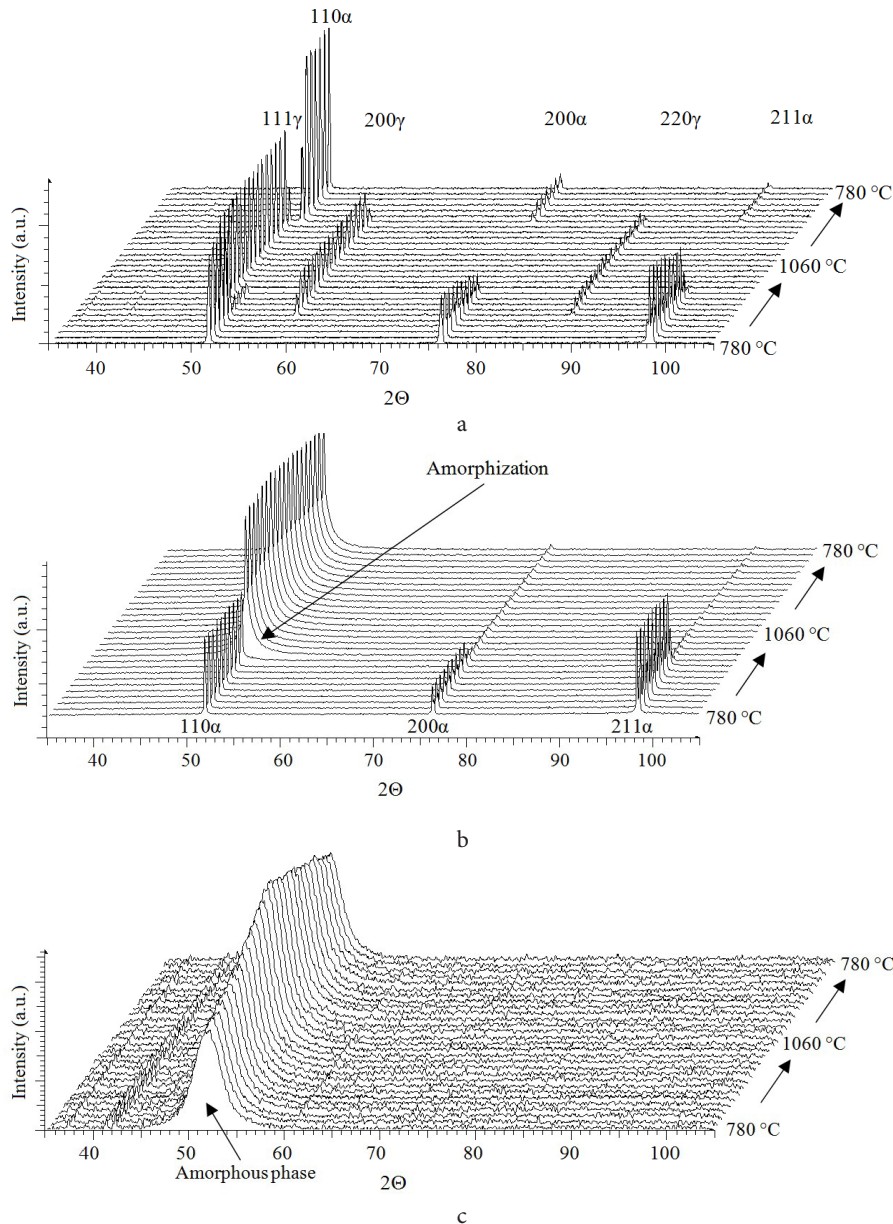 110α
111γ 200γ 200α 220γ 211α
Intensity (a.u.)
780 °C
1060 °C
780 °C
40 50 60 70 80 90 100
2Θ
a
Amorphization
Intensity (a.u.)
780 °C
1060 °C
780 °C
110α 200α 211α
40 50 60 70 80 90 100
2Θ
b
Intensity (a.u.)
780 °C
1060 °C
780 °C
40 50 60 70 80 90 100
Amorphous phase
2Θ
c